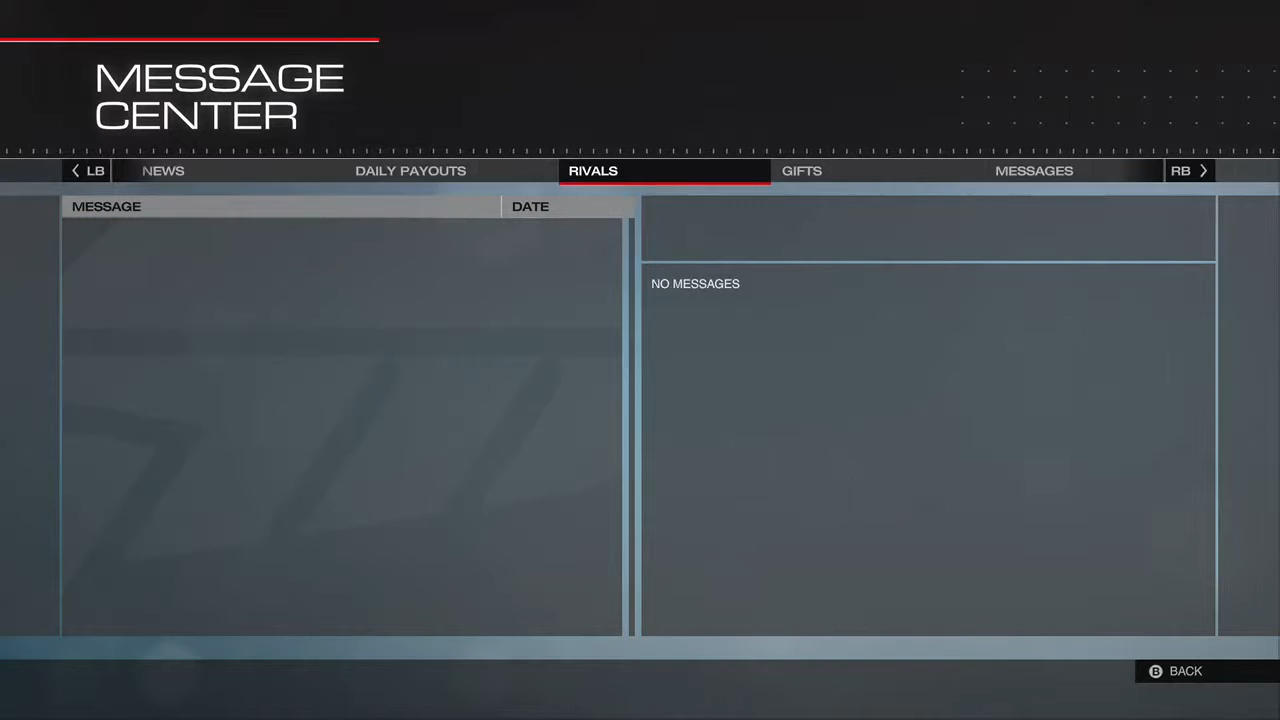 MESSAGE
CENTER
LB NEWS DAILY PAYOUTS RIVALS GIFTS MESSAGES RB
MESSAGE DATE
NO MESSAGES
B BACK